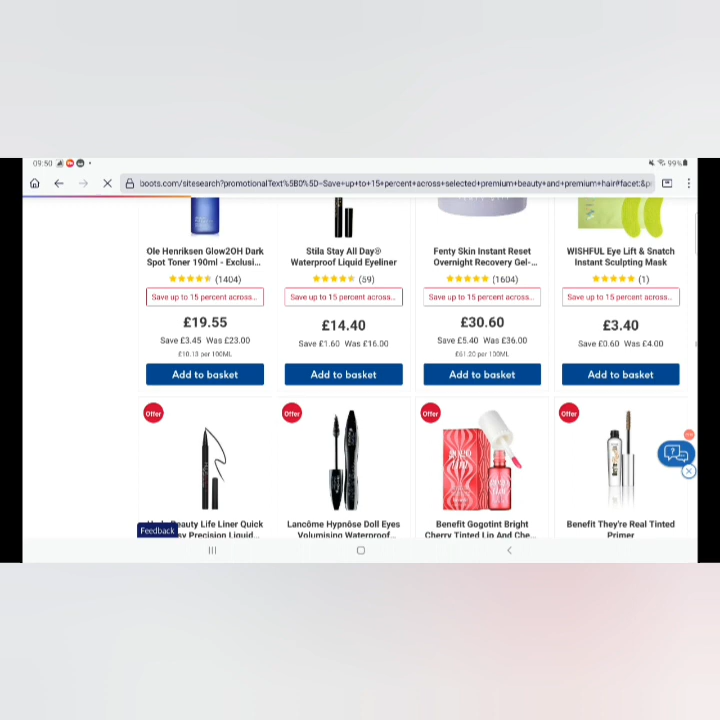 09:50
99%
boots.com/sitesearch?promotionalText%5B0%5D=Save+up+to+15+percent+across+selected+premium+beauty+and+premium+hair#facet:&p
Ole Henriksen Glow2OH Dark Spot Toner 190ml - Exclusi...
Stila Stay All Day® Waterproof Liquid Eyeliner
Fenty Skin Instant Reset Overnight Recovery Gel-...
WISHFUL Eye Lift & Snatch Instant Sculpting Mask
(1404)
(59)
(1604)
(1)
Save up to 15 percent across...
Save up to 15 percent across...
Save up to 15 percent across...
Save up to 15 percent across...
£19.55
£14.40
£30.60
£3.40
Save £3.45 Was £23.00
Save £1.60 Was £16.00
Save £5.40 Was £36.00
Save £0.60 Was £4.00
£10.13 per 100ML
£61.20 per 100ML
Add to basket
Add to basket
Add to basket
Add to basket
Offer
Offer
Offer
Offer
Beauty Life Liner Quick
Precision Liquid...
Lancôme Hypnôse Doll Eyes
Volumising Waterproof...
Benefit Gogotint Bright
Cherry Tinted Lip And Che...
Benefit They're Real Tinted
Primer
Feedback